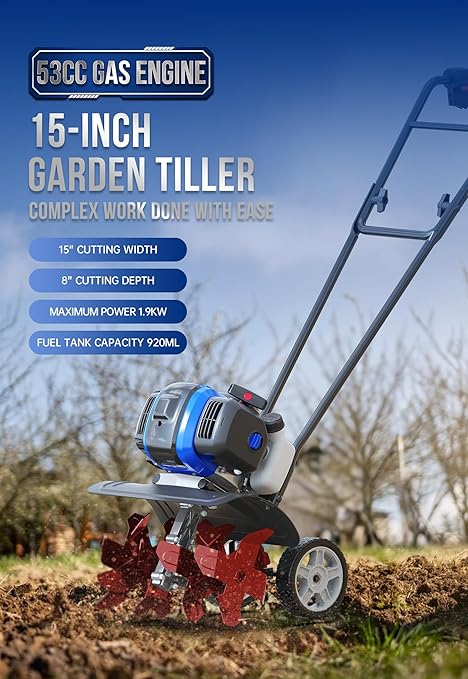 53CC GAS ENGINE
15-INCH
GARDEN TILLER
COMPLEX WORK DONE WITH EASE
15" CUTTING WIDTH
8" CUTTING DEPTH
MAXIMUM POWER 1.9KW
FUEL TANK CAPACITY 920ML